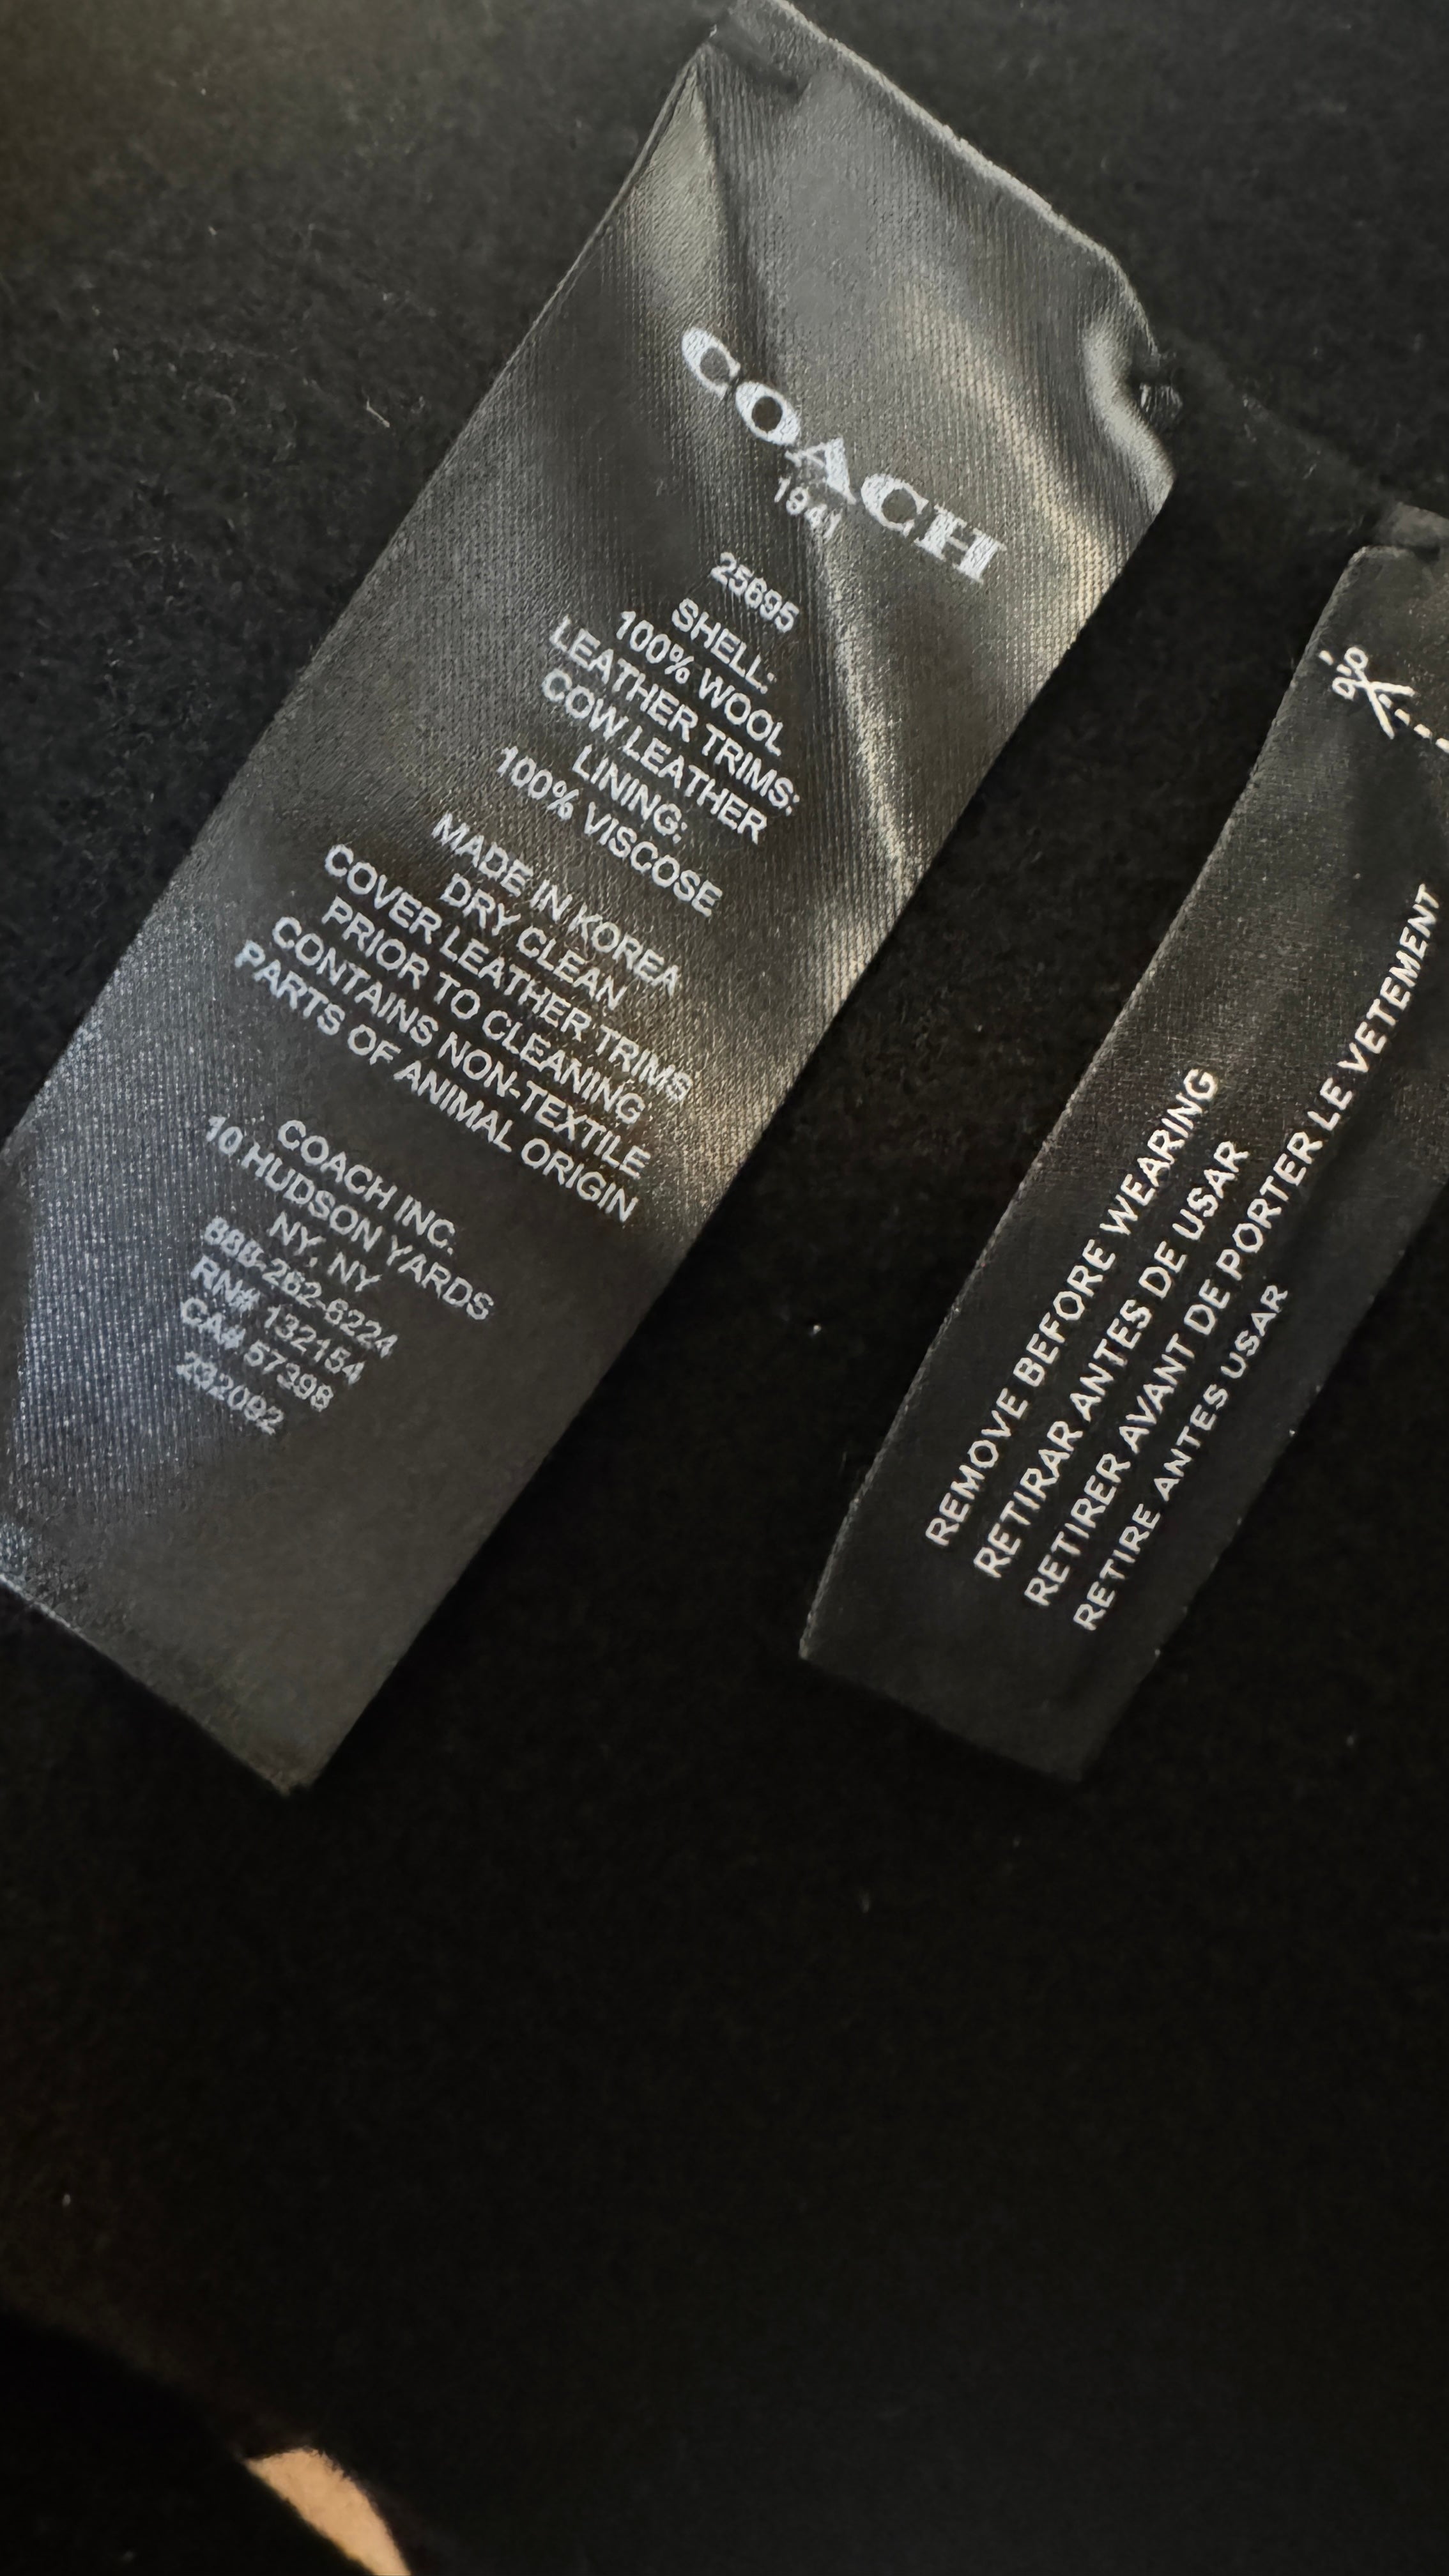 COACH
1941
25695
SHELL:
100% WOOL
LEATHER TRIMS:
COW LEATHER
LINING:
100% VISCOSE
MADE IN KOREA
DRY CLEAN
COVER LEATHER TRIMS
PRIOR TO CLEANING
CONTAINS NON-TEXTILE
PARTS OF ANIMAL ORIGIN
COACH INC.
10 HUDSON YARDS
NY, NY
888-262-6224
RN# 132154
CA# 57398
232092
REMOVE BEFORE WEARING
RETIRAR ANTES DE USAR
RETIRER AVANT DE PORTER LE VETEMENT
RETIRE ANTES USAR